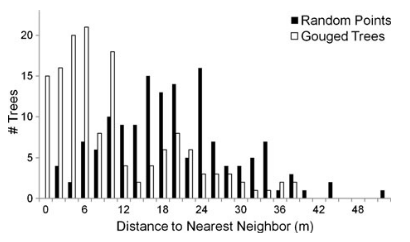 Random Points
Gouged Trees
20
15
10
5
0
# Trees
0 6 12 18 24 30 36 42 48
Distance to Nearest Neighbor (m)